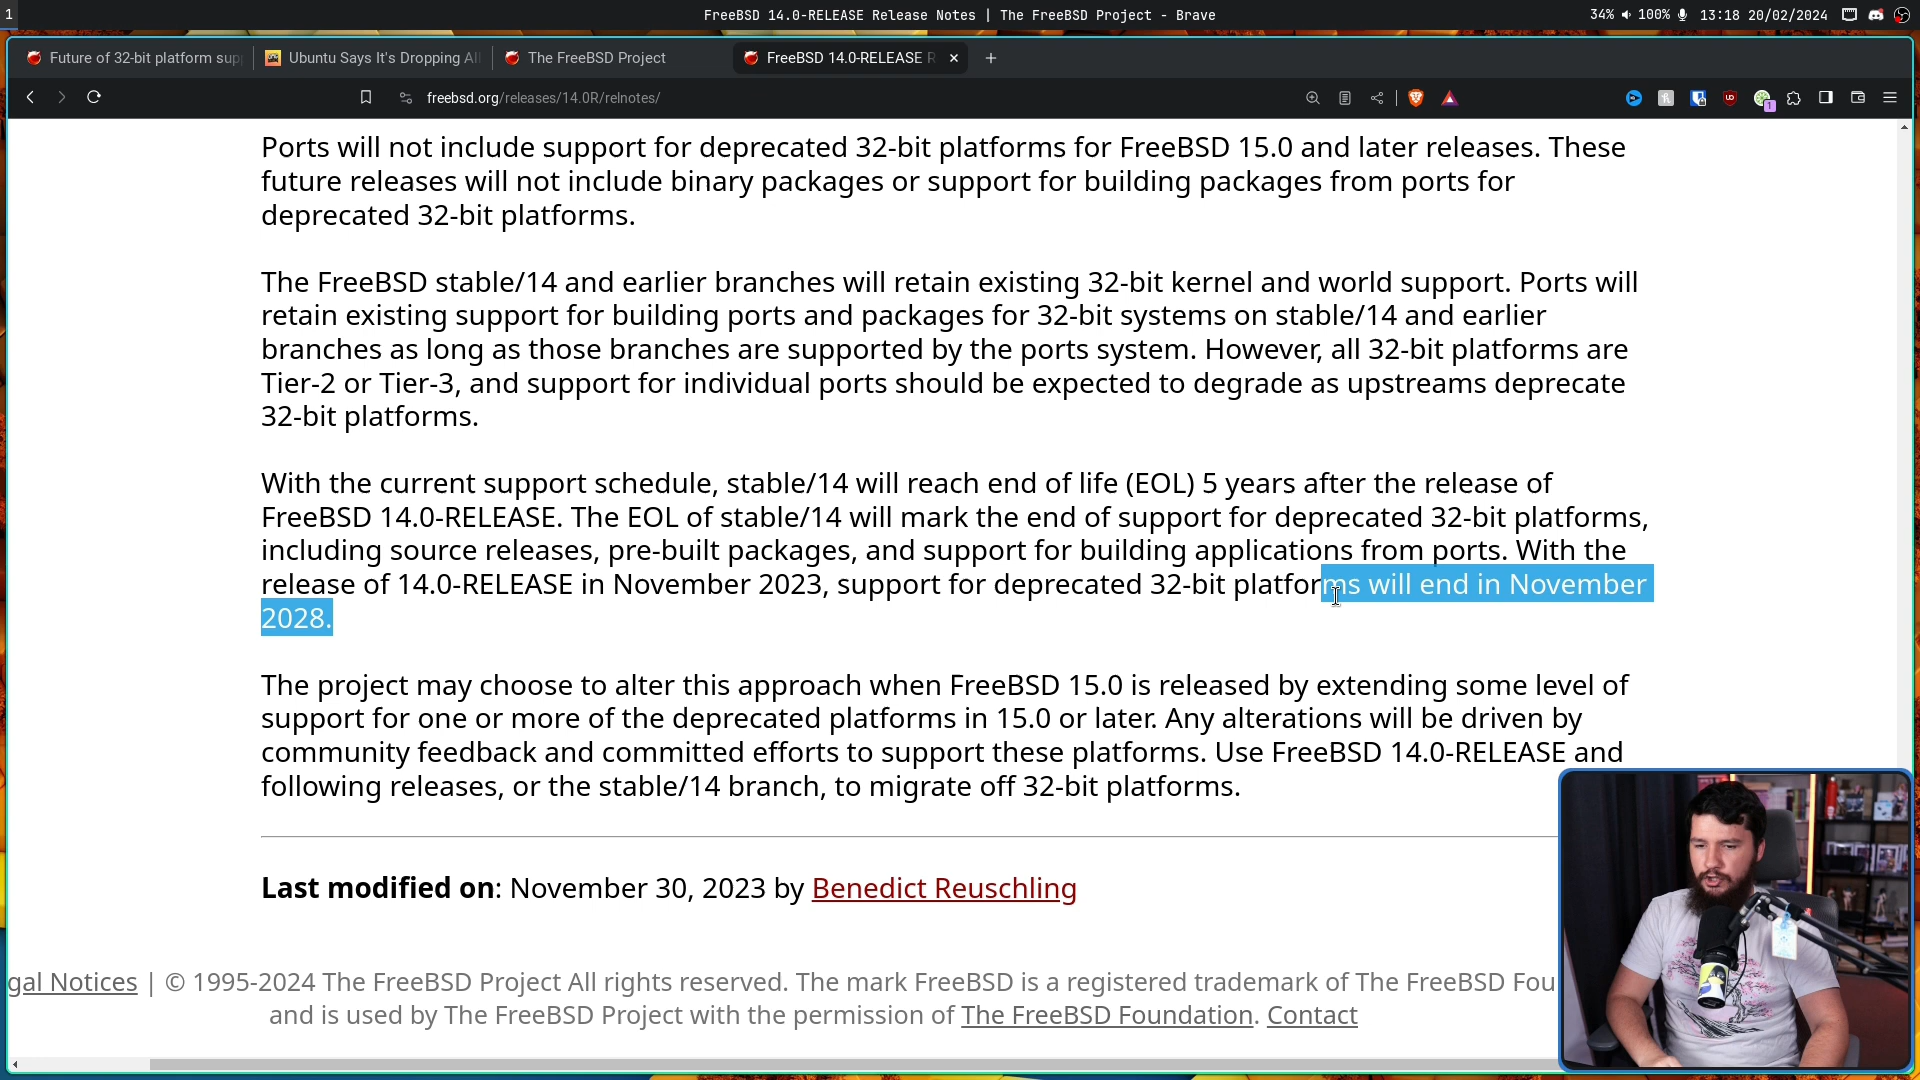 1
FreeBSD 14.0-RELEASE Release Notes | The FreeBSD Project - Brave
34% 100% 13:18 20/02/2024
Future of 32-bit platform sup
Ubuntu Says It's Dropping All
The FreeBSD Project
FreeBSD 14.0-RELEASE R
freebsd.org/releases/14.0R/relnotes/
1
Ports will not include support for deprecated 32-bit platforms for FreeBSD 15.0 and later releases. These
future releases will not include binary packages or support for building packages from ports for
deprecated 32-bit platforms.
The FreeBSD stable/14 and earlier branches will retain existing 32-bit kernel and world support. Ports will
retain existing support for building ports and packages for 32-bit systems on stable/14 and earlier
branches as long as those branches are supported by the ports system. However, all 32-bit platforms are
Tier-2 or Tier-3, and support for individual ports should be expected to degrade as upstreams deprecate
32-bit platforms.
With the current support schedule, stable/14 will reach end of life (EOL) 5 years after the release of
FreeBSD 14.0-RELEASE. The EOL of stable/14 will mark the end of support for deprecated 32-bit platforms,
including source releases, pre-built packages, and support for building applications from ports. With the
release of 14.0-RELEASE in November 2023, support for deprecated 32-bit platforms will end in November
2028.
The project may choose to alter this approach when FreeBSD 15.0 is released by extending some level of
support for one or more of the deprecated platforms in 15.0 or later. Any alterations will be driven by
community feedback and committed efforts to support these platforms. Use FreeBSD 14.0-RELEASE and
following releases, or the stable/14 branch, to migrate off 32-bit platforms.
Last modified on: November 30, 2023 by Benedict Reuschling
gal Notices | © 1995-2024 The FreeBSD Project All rights reserved. The mark FreeBSD is a registered trademark of The FreeBSD Fou
and is used by The FreeBSD Project with the permission of The FreeBSD Foundation. Contact